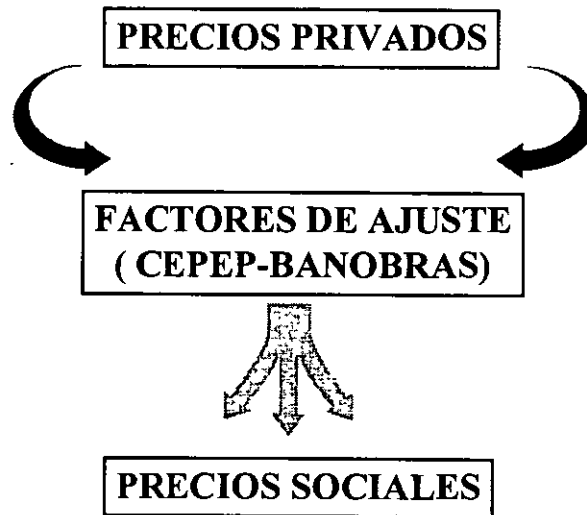 PRECIOS PRIVADOS
FACTORES DE AJUSTE
( CEPEP-BANOBRAS)
PRECIOS SOCIALES